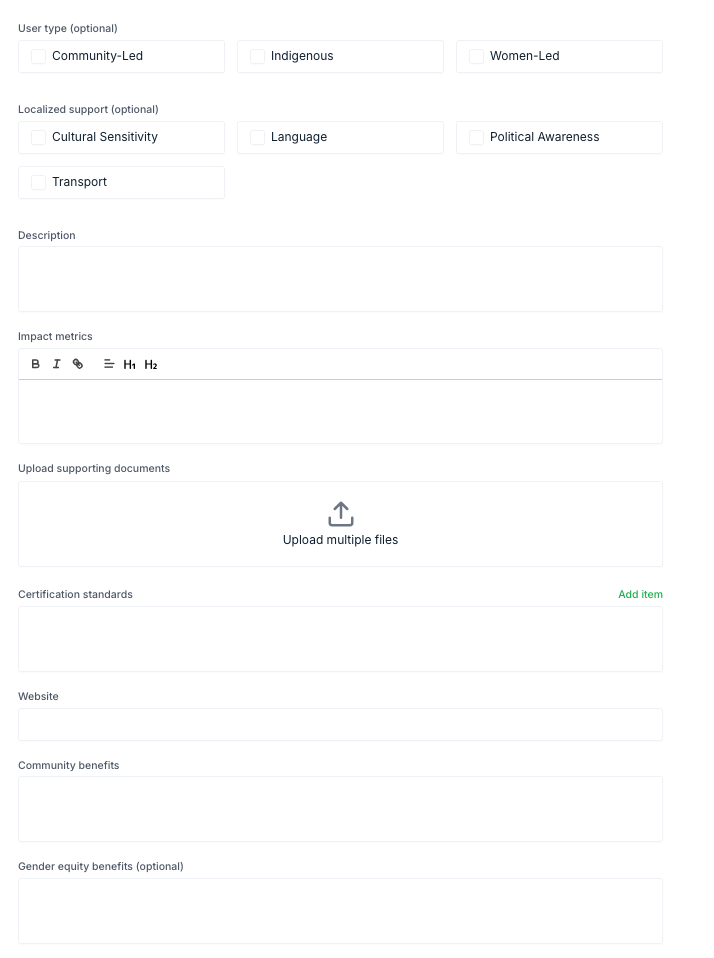 User type (optional)
Community-Led Indigenous Women-Led
Localized support (optional)
Cultural Sensitivity Language Political Awareness
Transport
Description
Impact metrics
B I H₁ H₂
Upload supporting documents
Upload multiple files
Certification standards Add item
Website
Community benefits
Gender equity benefits (optional)